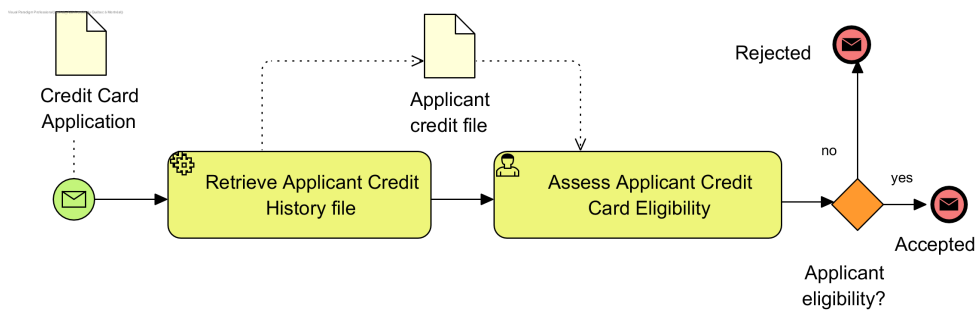 Credit Card
Application
Applicant
credit file
Rejected
Retrieve Applicant Credit
History file
Assess Applicant Credit
Card Eligibility
no
yes
Accepted
Applicant
eligibility?